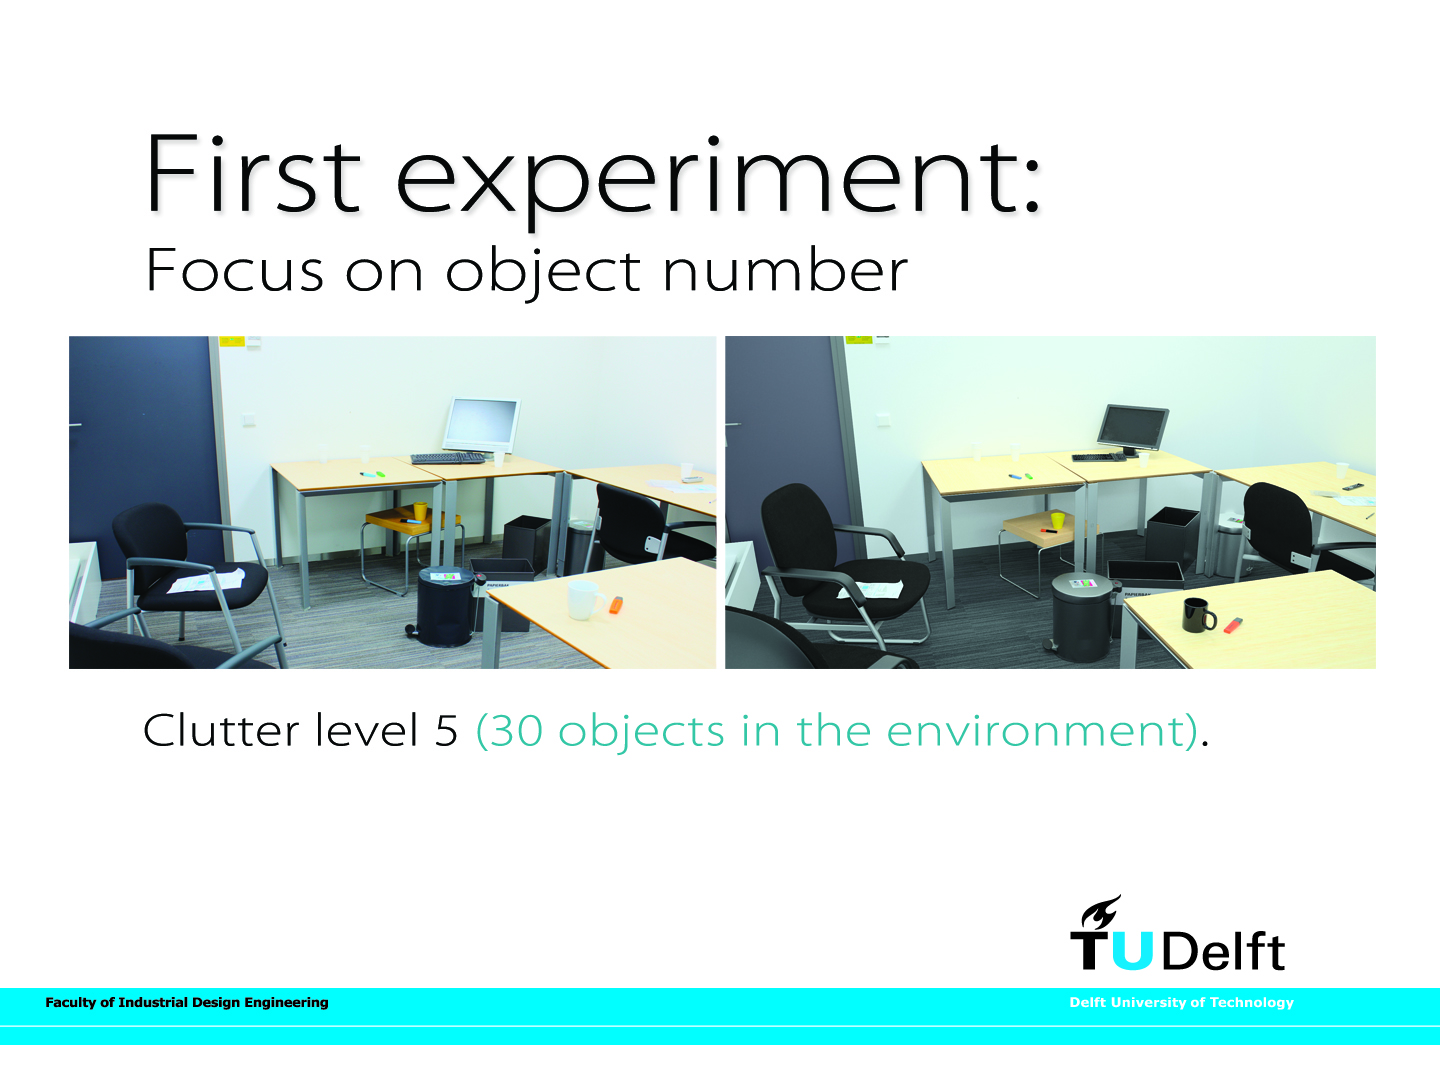 First experiment:
Focus on object number
Clutter level 5 (30 objects in the environment).
TUDelft
Faculty of Industrial Design Engineering
Delft University of Technology